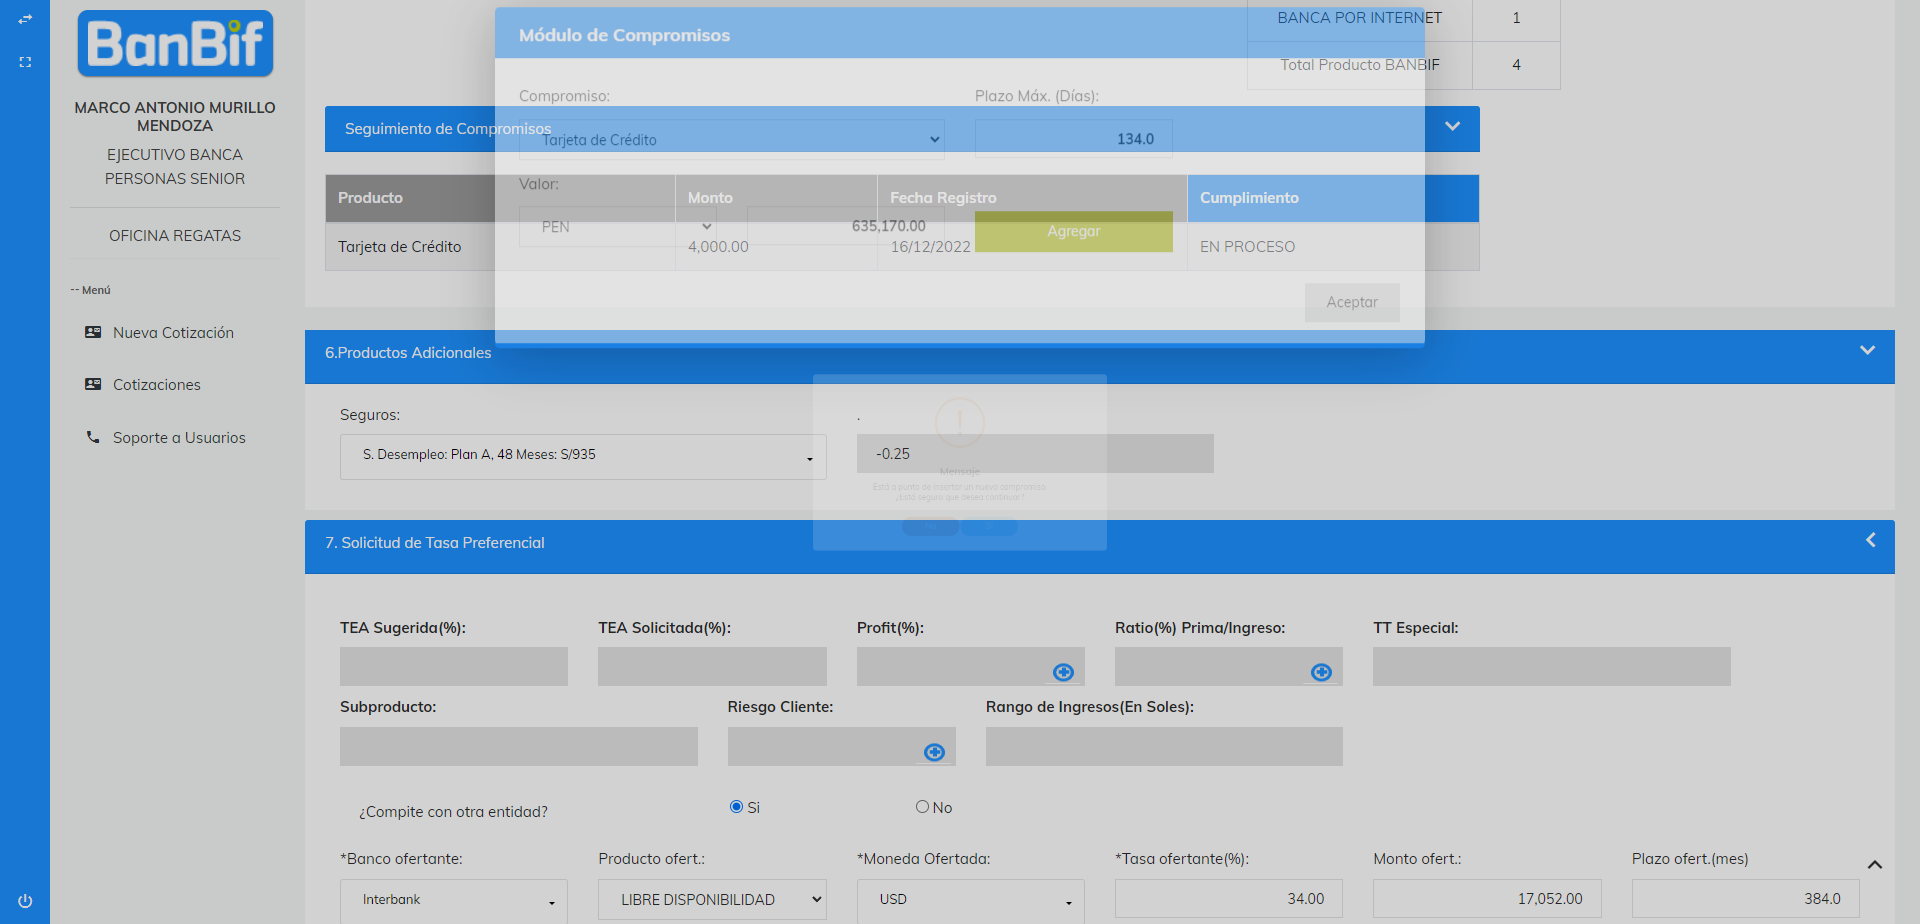 BanBif
MARCO ANTONIO MURILLO
MENDOZA
EJECUTIVO BANCA
PERSONAS SENIOR
OFICINA REGATAS
-- Menú
Nueva Cotización
Cotizaciones
Soporte a Usuarios
BANCA POR INTERNET 1
Total Producto BANBIF 4
Módulo de Compromisos
Compromiso: Plazo Máx. (Días):
Tarjeta de Crédito 134.0
Valor:
PEN 635,170.00 Agregar
Aceptar
Seguimiento de Compromisos
Producto Monto Fecha Registro Cumplimiento
Tarjeta de Crédito 4,000.00 16/12/2022 EN PROCESO
6.Productos Adicionales
Seguros: .
S. Desempleo: Plan A, 48 Meses: S/935 -0.25
Mensaje
Está a punto de insertar un nuevo compromiso.
¿Está seguro que desea continuar?
7. Solicitud de Tasa Preferencial
TEA Sugerida(%): TEA Solicitada(%): Profit(%): Ratio(%) Prima/Ingreso: TT Especial:
Subproducto: Riesgo Cliente: Rango de Ingresos(En Soles):
¿Compite con otra entidad? Si No
*Banco ofertante: Producto ofert.: *Moneda Ofertada: *Tasa ofertante(%): Monto ofert.: Plazo ofert.(mes)
Interbank LIBRE DISPONIBILIDAD USD 34.00 17,052.00 384.0